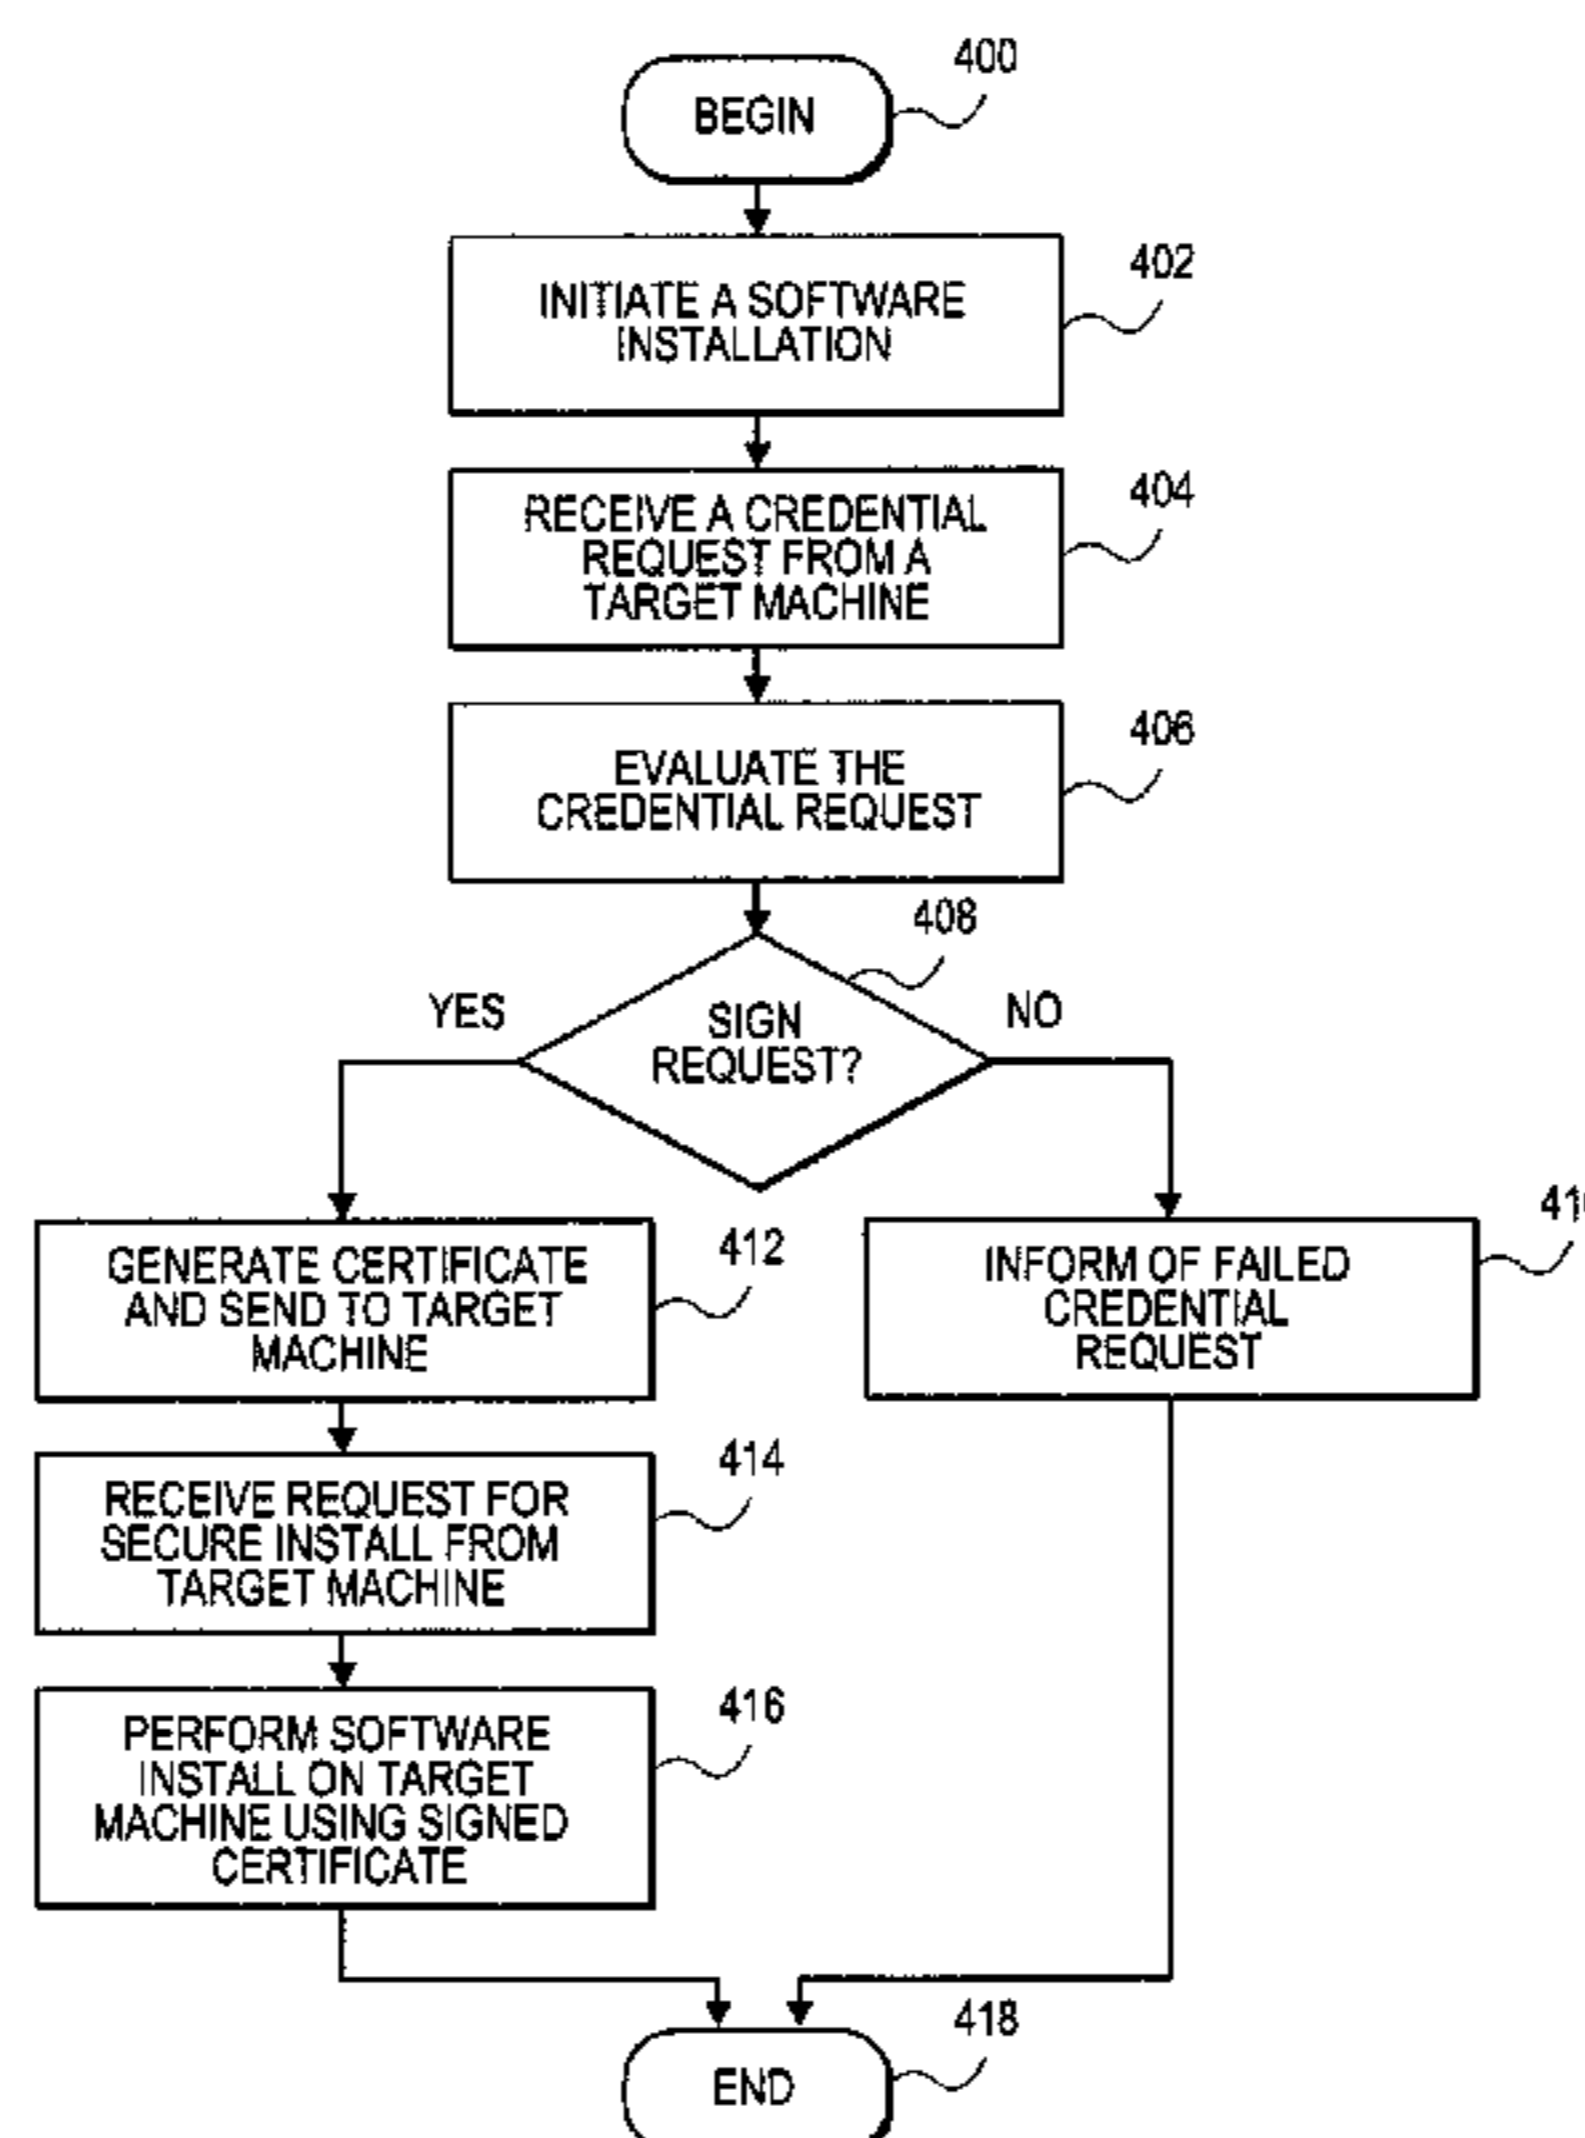 400
BEGIN
402
INITIATE A SOFTWARE
INSTALLATION
404
RECEIVE A CREDENTIAL
REQUEST FROM A
TARGET MACHINE
406
EVALUATE THE
CREDENTIAL REQUEST
408
YES
SIGN
REQUEST?
NO
412
GENERATE CERTIFICATE
AND SEND TO TARGET
MACHINE
INFORM OF FAILED
CREDENTIAL
REQUEST
414
RECEIVE REQUEST FOR
SECURE INSTALL FROM
TARGET MACHINE
416
PERFORM SOFTWARE
INSTALL ON TARGET
MACHINE USING SIGNED
CERTIFICATE
418
END